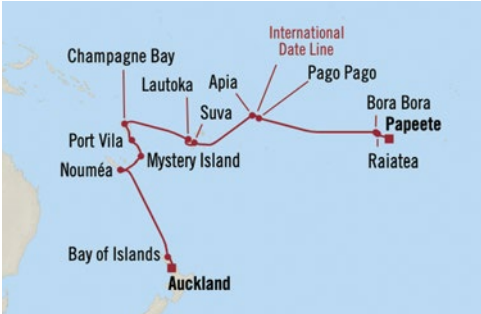 International
Date Line
Champagne Bay
Pago Pago
Lautoka
Apia
Suva
Bora Bora
Papeete
Port Vila
Mystery Island
Raiatea
Nouméa
Bay of Islands
Auckland